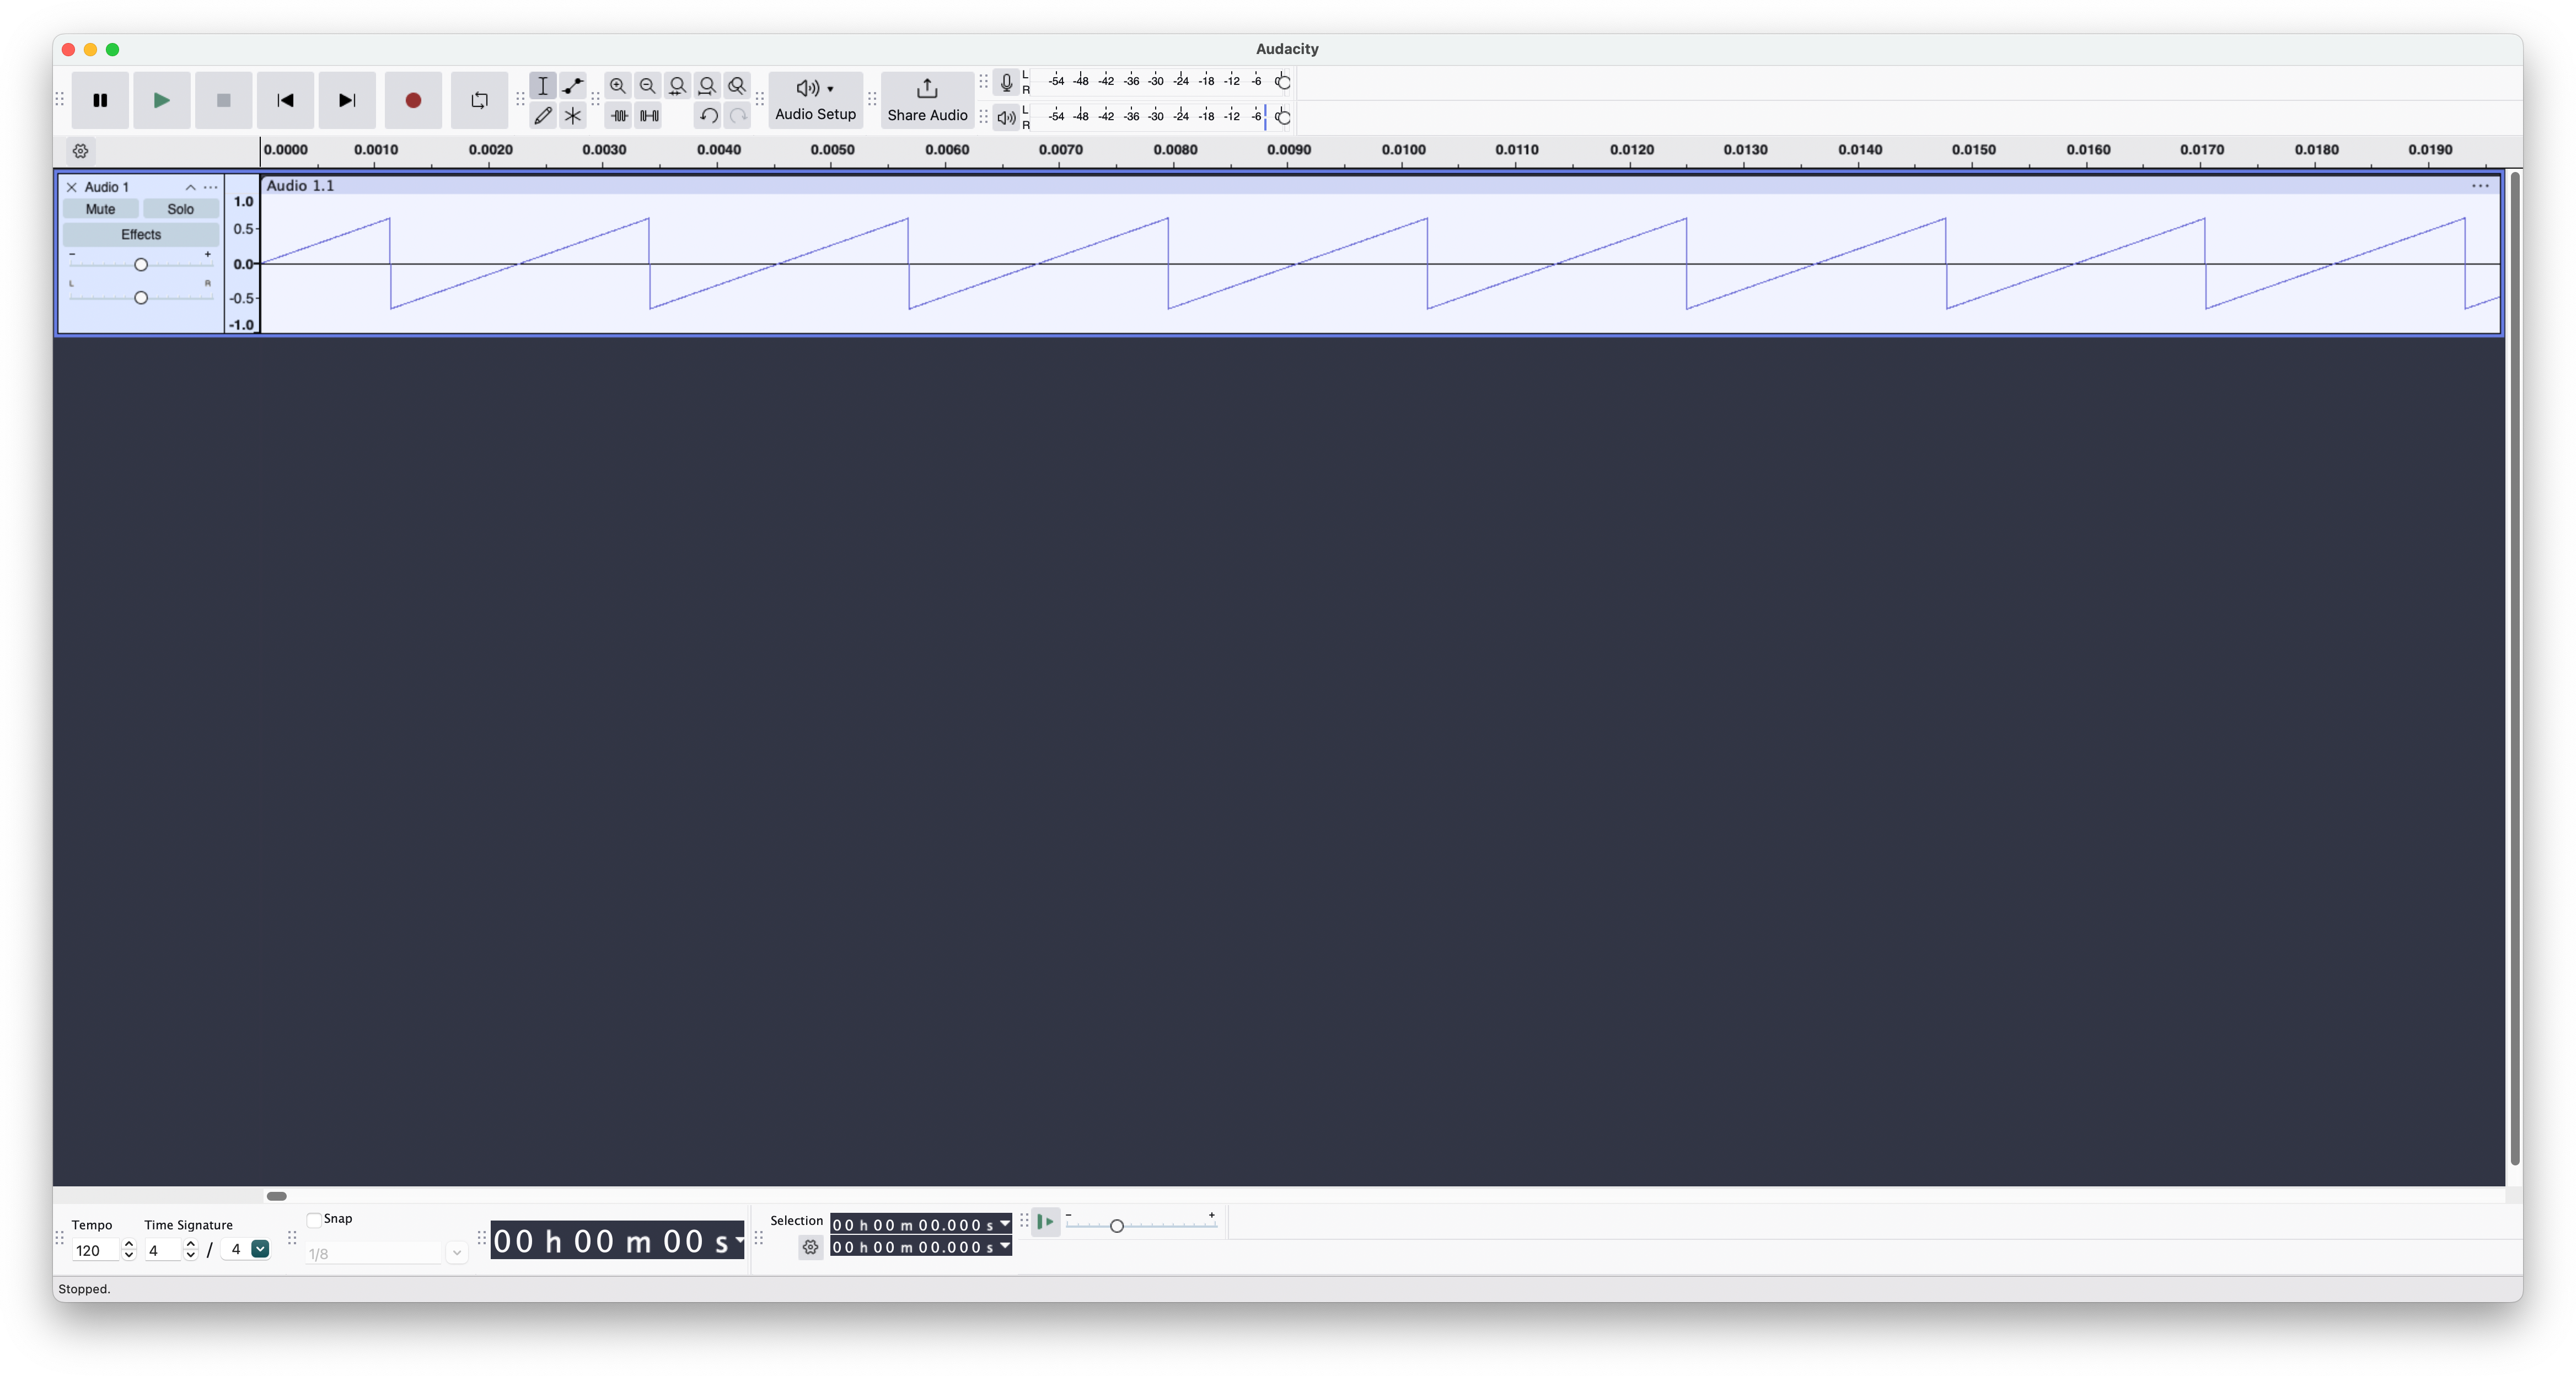 Audacity
Audio Setup
Share Audio
L
R
-54 -48 -42 -36 -30 -24 -18 -12 -6 0
L
R
-54 -48 -42 -36 -30 -24 -18 -12 -6 0
0.0000 0.0010 0.0020 0.0030 0.0040 0.0050 0.0060 0.0070 0.0080 0.0090 0.0100 0.0110 0.0120 0.0130 0.0140 0.0150 0.0160 0.0170 0.0180 0.0190
Audio 1
Mute Solo
Effects
- +
L R
1.0
0.5
0.0
-0.5
-1.0
Audio 1.1
Tempo
120
Time Signature
4 / 4
Snap
1/8
00 h 00 m 00 s
Selection
00 h 00 m 00.000 s
00 h 00 m 00.000 s
- +
Stopped.